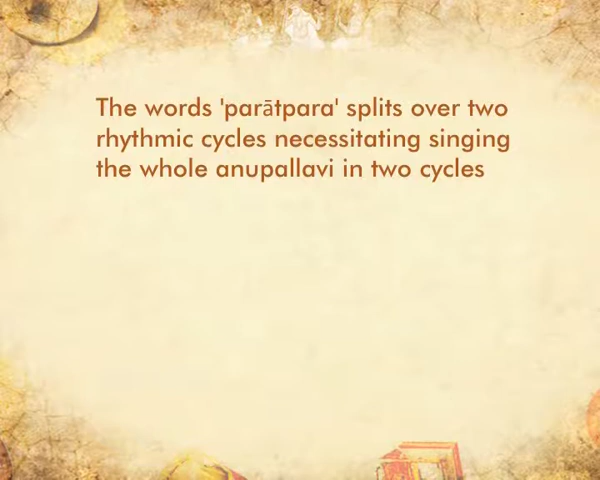 The words 'parātpara' splits over two
rhythmic cycles necessitating singing
the whole anupallavi in two cycles